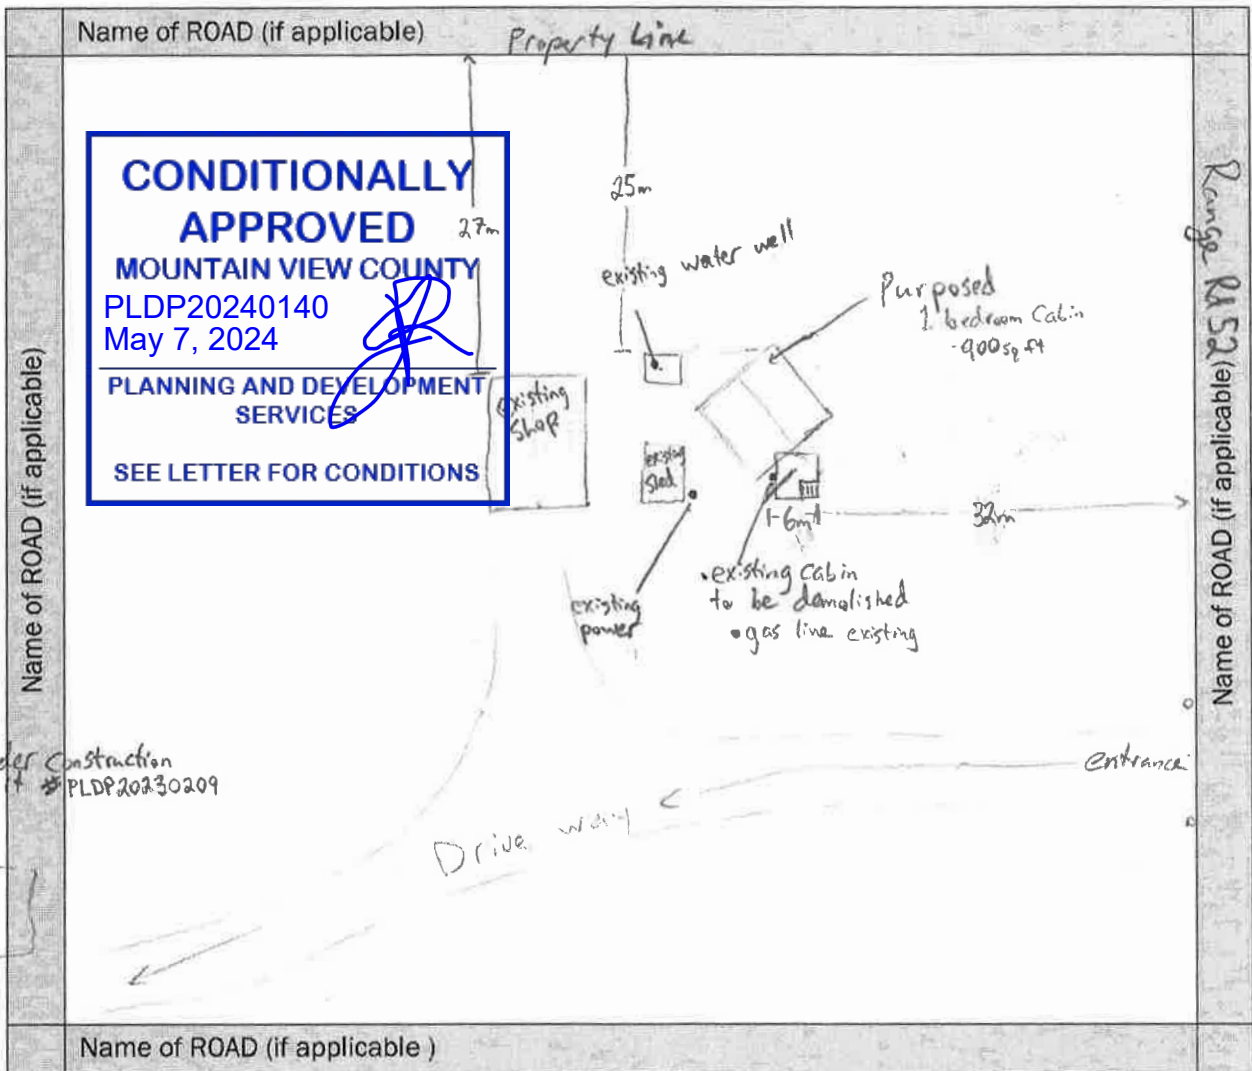 Name of ROAD (if applicable)
Property Line
CONDITIONALLY
APPROVED
MOUNTAIN VIEW COUNTY
PLDP20240140
May 7, 2024
PLANNING AND DEVELOPMENT
SERVICES
SEE LETTER FOR CONDITIONS
27m
25m
existing water well
Purposed
1 bedroom Cabin
-900 sq ft
existing
Shop
existing
shed
6m
32m
existing
power
• existing Cabin
to be demolished
• gas line existing
Name of ROAD (if applicable)
Range Rd 52
Name of ROAD (if applicable)
Construction
# PLDP20230209
entrance
Drive way
Name of ROAD (if applicable )